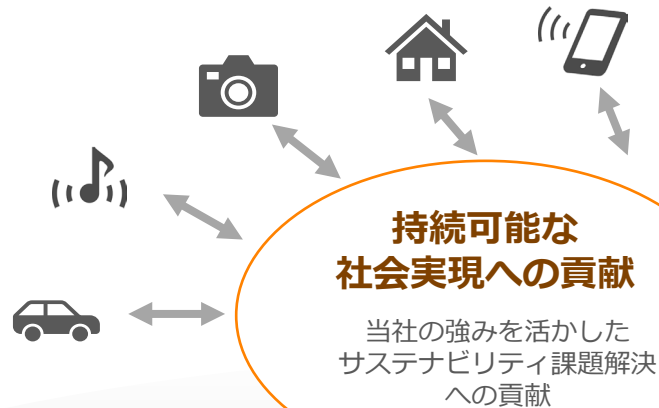 持続可能な
社会実現への貢献
当社の強みを活かした
サステナビリティ課題解決
への貢献